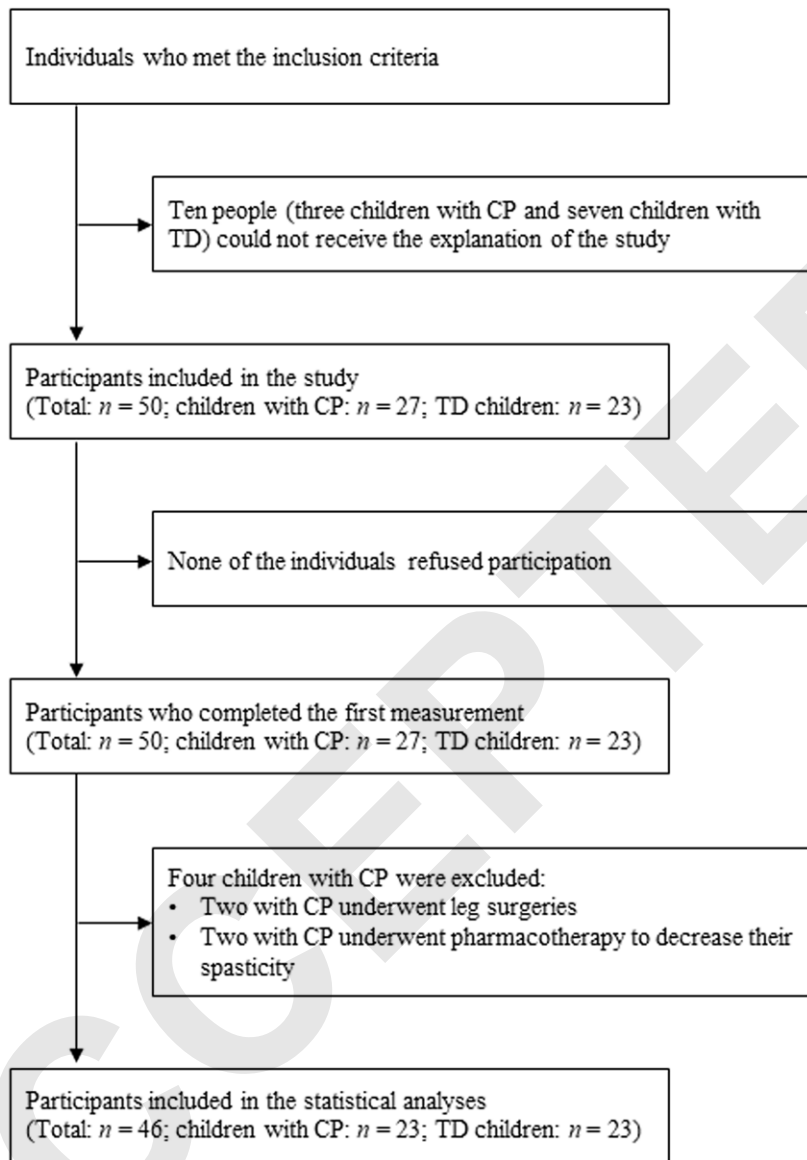 Individuals who met the inclusion criteria
Ten people (three children with CP and seven children with
TD) could not receive the explanation of the study
Participants included in the study
(Total: n = 50; children with CP: n = 27; TD children: n = 23)
None of the individuals refused participation
Participants who completed the first measurement
(Total: n = 50; children with CP: n = 27; TD children: n = 23)
Four children with CP were excluded:
• Two with CP underwent leg surgeries
• Two with CP underwent pharmacotherapy to decrease their
spasticity
Participants included in the statistical analyses
(Total: n = 46; children with CP: n = 23; TD children: n = 23)
CCEPTE